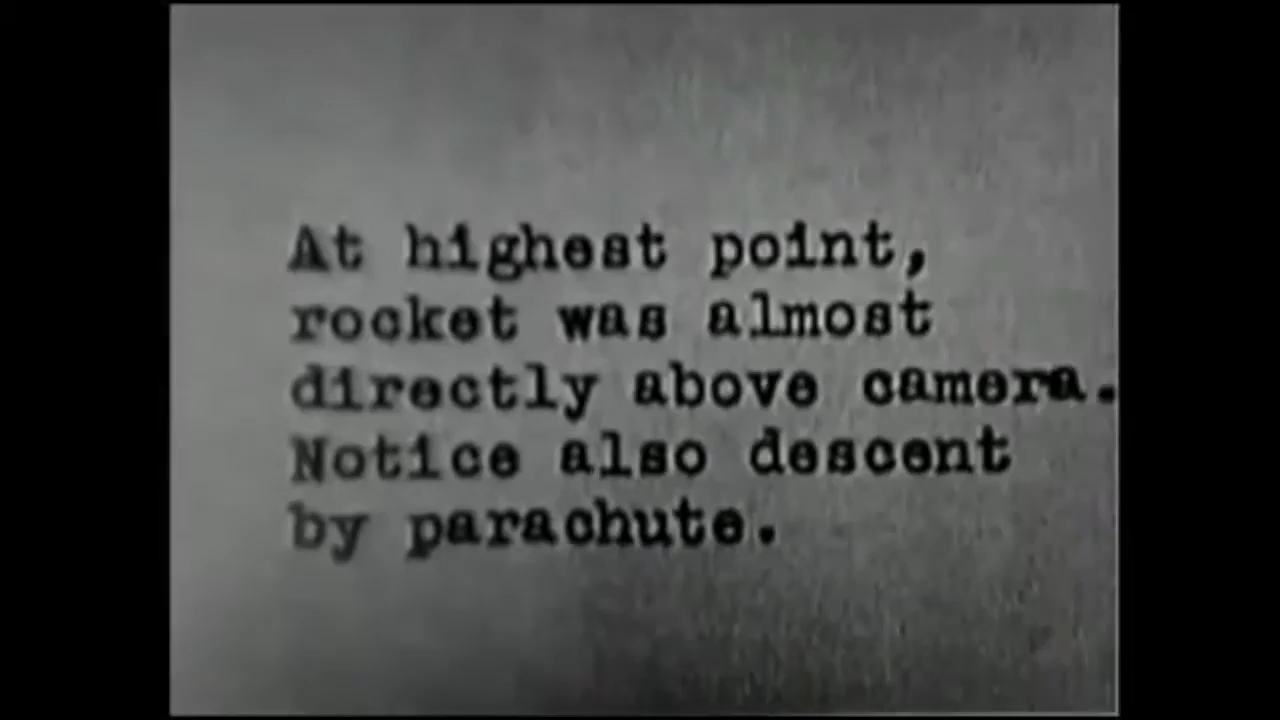 At highest point,
rocket was almost
directly above camera.
Notice also descent
by parachute.